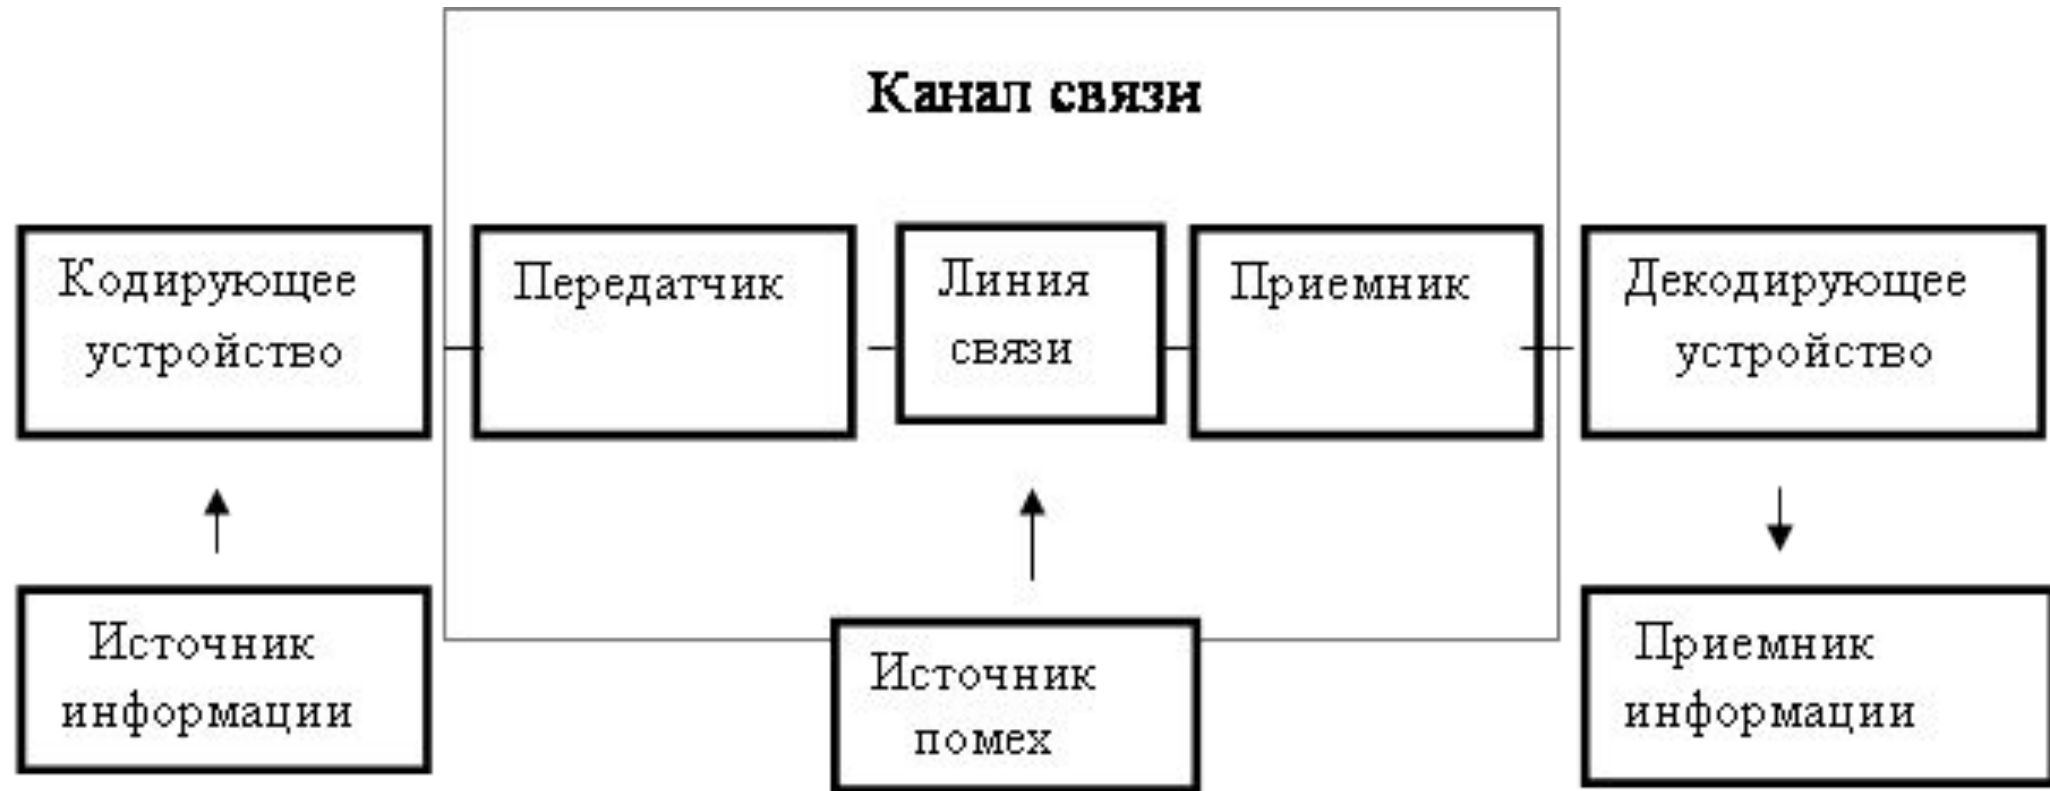 Канал связи
Кодирующее
устройство
Передатчик
Линия
связи
Приемник
Декодирующее
устройство
Источник
информации
Источник
помех
Приемник
информации